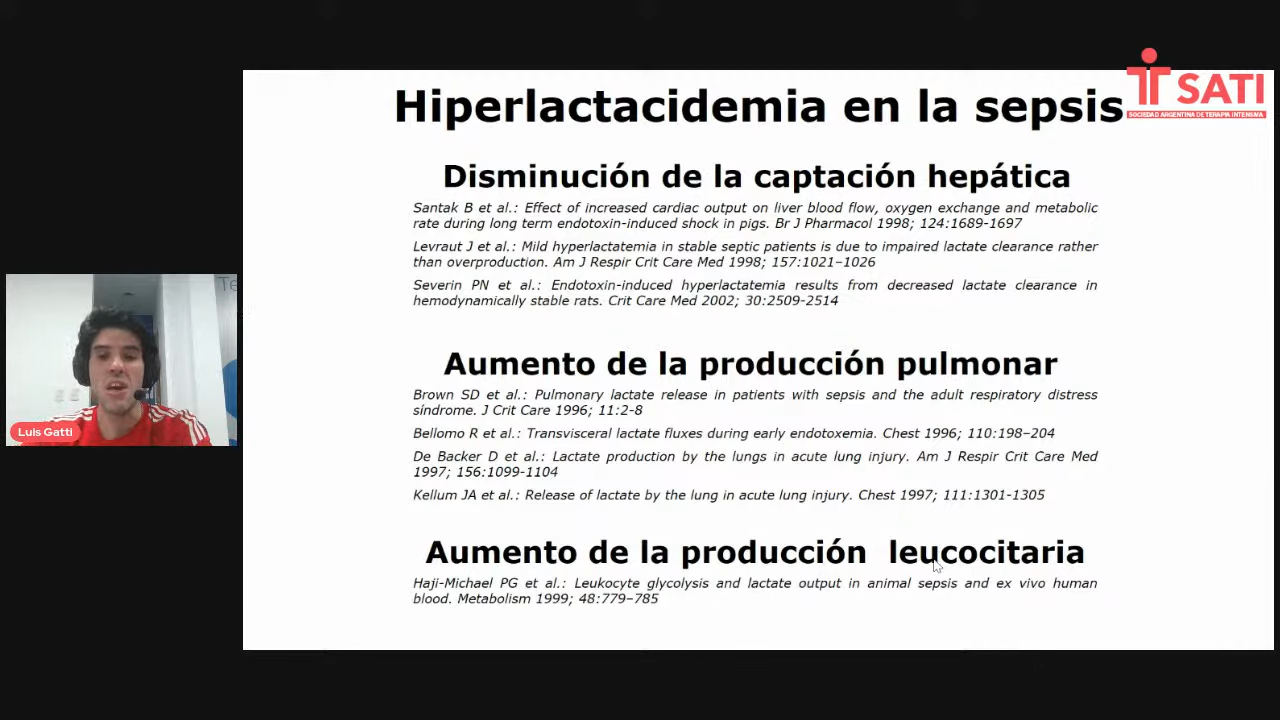 SATI
SOCIEDAD ARGENTINA DE TERAPIA INTENSIVA
Hiperlactacidemia en la sepsis
Disminución de la captación hepática
Santak B et al.: Effect of increased cardiac output on liver blood flow, oxygen exchange and metabolic
rate during long term endotoxin-induced shock in pigs. Br J Pharmacol 1998; 124:1689-1697
Levraut J et al.: Mild hyperlactatemia in stable septic patients is due to impaired lactate clearance rather
than overproduction. Am J Respir Crit Care Med 1998; 157:1021–1026
Severin PN et al.: Endotoxin-induced hyperlactatemia results from decreased lactate clearance in
hemodynamically stable rats. Crit Care Med 2002; 30:2509-2514
Aumento de la producción pulmonar
Brown SD et al.: Pulmonary lactate release in patients with sepsis and the adult respiratory distress
síndrome. J Crit Care 1996; 11:2-8
Bellomo R et al.: Transvisceral lactate fluxes during early endotoxemia. Chest 1996; 110:198–204
De Backer D et al.: Lactate production by the lungs in acute lung injury. Am J Respir Crit Care Med
1997; 156:1099-1104
Kellum JA et al.: Release of lactate by the lung in acute lung injury. Chest 1997; 111:1301-1305
Aumento de la producción leucocitaria
Haji-Michael PG et al.: Leukocyte glycolysis and lactate output in animal sepsis and ex vivo human
blood. Metabolism 1999; 48:779–785
Te
Luis Gatti